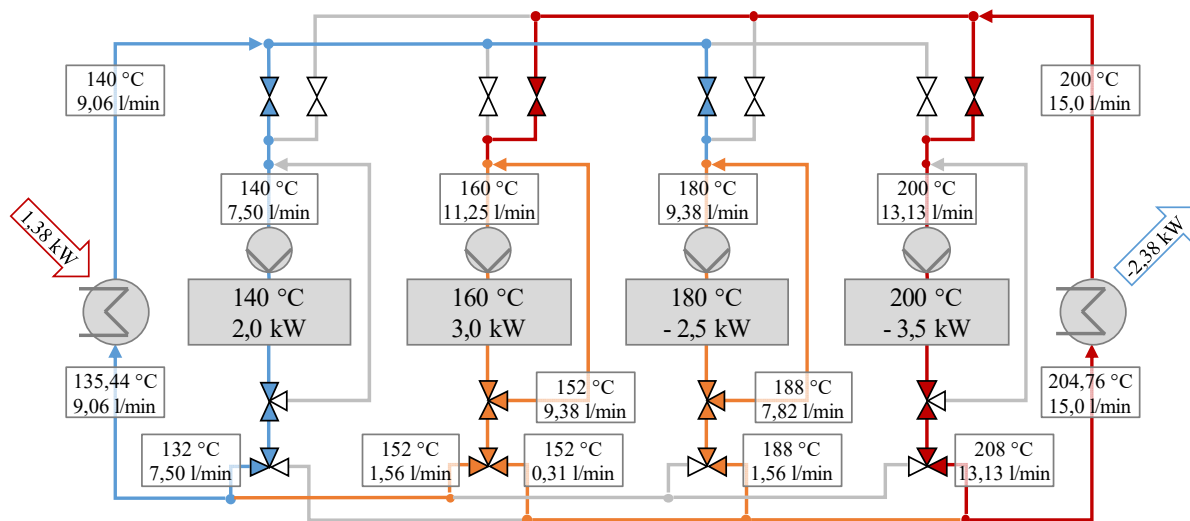 140 °C
9,06 l/min
200 °C
15,0 l/min
140 °C
7,50 l/min
160 °C
11,25 l/min
180 °C
9,38 l/min
200 °C
13,13 l/min
1,38 kW
-2,38 kW
140 °C
2,0 kW
160 °C
3,0 kW
180 °C
- 2,5 kW
200 °C
- 3,5 kW
135,44 °C
9,06 l/min
152 °C
9,38 l/min
188 °C
7,82 l/min
204,76 °C
15,0 l/min
132 °C
7,50 l/min
152 °C
1,56 l/min
152 °C
0,31 l/min
188 °C
1,56 l/min
208 °C
13,13 l/min